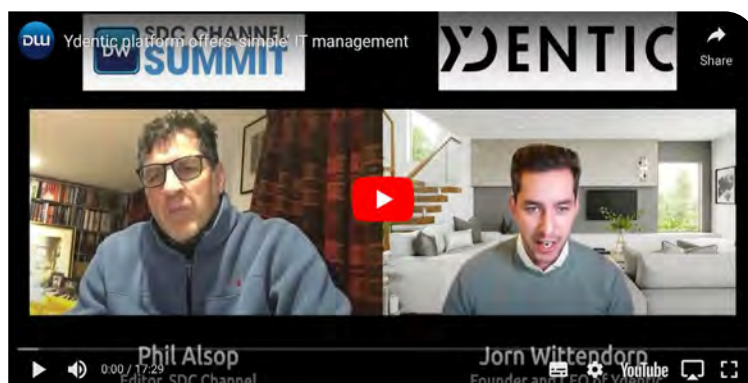 DW
Ydentic platform offers 'simple' IT management
DW
SDC CHANNEL
SUMMIT
YDENTIC
Share
Phil Alsop
Editor, SDC Channel
Jorn Wittendorp
Founder and CEO of Ydentic
0:00 / 17:29
YouTube